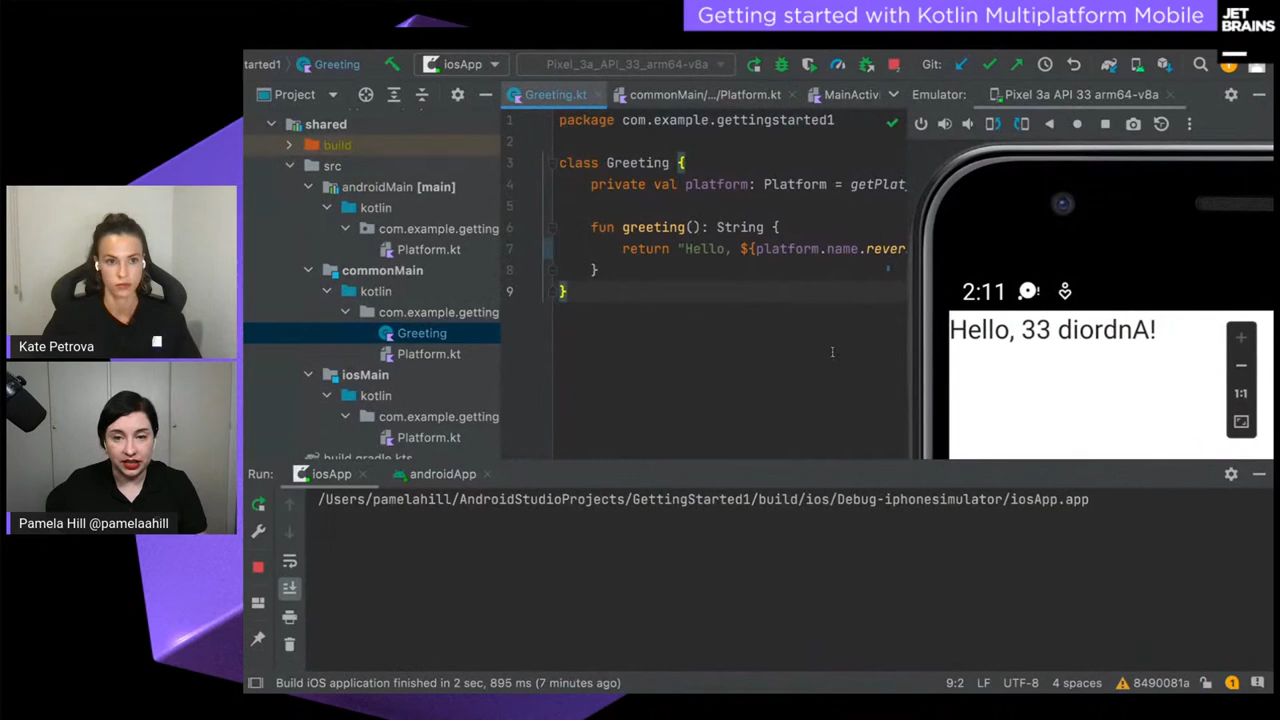 Getting started with Kotlin Multiplatform Mobile
JET
BRAINS
tarted1 Greeting iosApp Pixel_3a_API_33_arm64-v8a Git:
Project Greeting.kt commonMain/.../Platform.kt MainActiv Emulator: Pixel 3a API 33 arm64-v8a
shared
build
src
androidMain [main]
kotlin
com.example.getting
Platform.kt
commonMain
kotlin
com.example.getting
Greeting
Platform.kt
iosMain
kotlin
com.example.getting
Platform.kt
build.gradle.kts
1 package com.example.gettingstarted1
2
3 class Greeting {
4 private val platform: Platform = getPlat
5
6 fun greeting(): String {
7 return "Hello, ${platform.name.rever
8 }
9 }
2:11
Hello, 33 diordnA!
1:1
Kate Petrova
Pamela Hill @pamelaahill
Run: iosApp androidApp
/Users/pamelahill/AndroidStudioProjects/GettingStarted1/build/ios/Debug-iphonesimulator/iosApp.app
Build iOS application finished in 2 sec, 895 ms (7 minutes ago) 9:2 LF UTF-8 4 spaces 8490081a 1